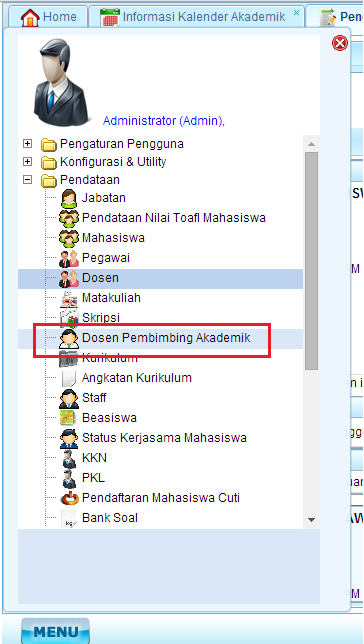 Home
Informasi Kalender Akademik
Pen
Administrator (Admin),
Pengaturan Pengguna
Konfigurasi & Utility
Pendataan
Jabatan
Pendataan Nilai Toafl Mahasiswa
Mahasiswa
Pegawai
Dosen
Matakuliah
Skripsi
Dosen Pembimbing Akademik
Kurikulum
Angkatan Kurikulum
Staff
Beasiswa
Status Kerjasama Mahasiswa
KKN
PKL
Pendaftaran Mahasiswa Cuti
Bank Soal
MENU